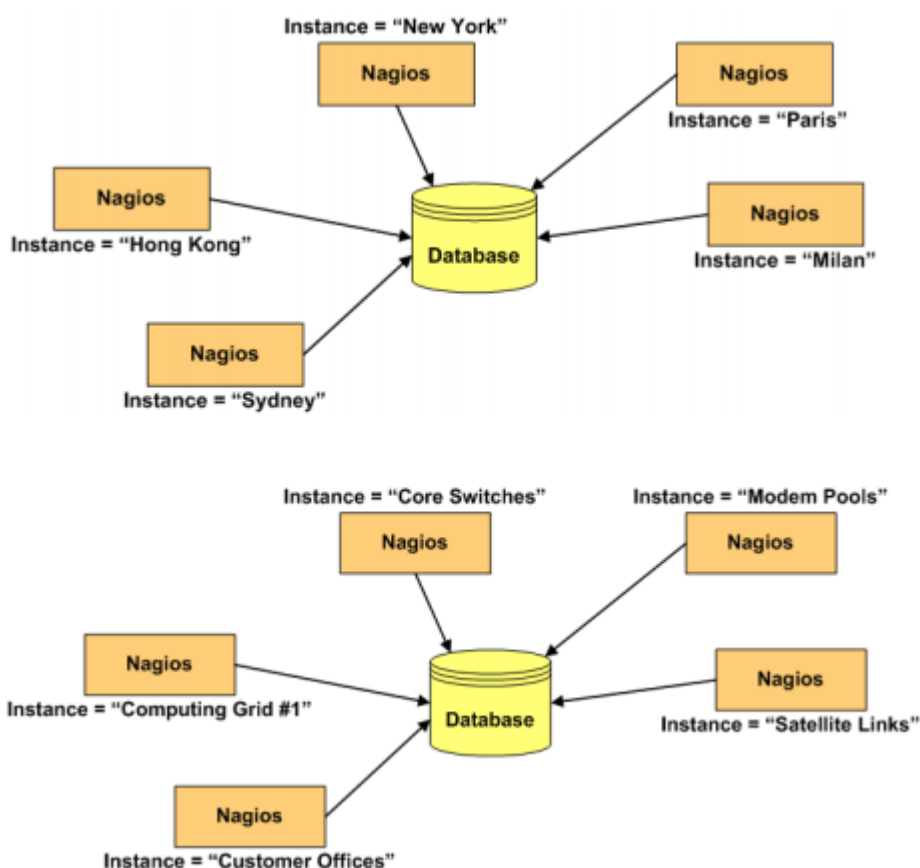 Instance = “New York”
Nagios
Nagios
Instance = “Paris”
Nagios
Instance = “Hong Kong”
Database
Nagios
Instance = “Milan”
Nagios
Instance = “Sydney”
Instance = “Core Switches”
Nagios
Instance = “Modem Pools”
Nagios
Nagios
Instance = “Computing Grid #1”
Database
Nagios
Instance = “Satellite Links”
Nagios
Instance = “Customer Offices”